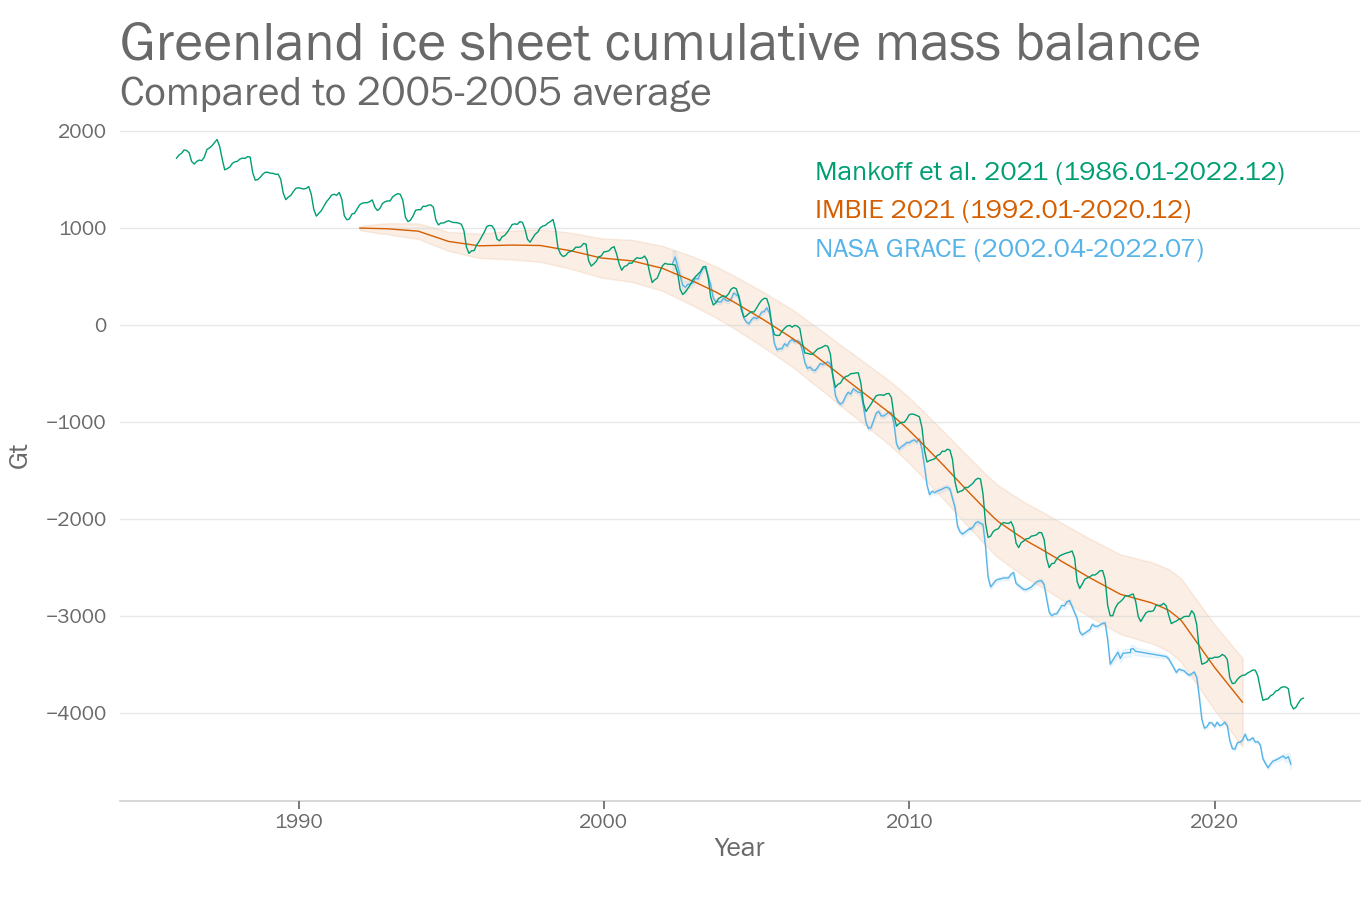 Greenland ice sheet cumulative mass balance
Compared to 2005-2005 average
2000
Mankoff et al. 2021 (1986.01-2022.12)
IMBIE 2021 (1992.01-2020.12)
1000
NASA GRACE (2002.04-2022.07)
0
−1000
Gt
−2000
−3000
−4000
1990 2000 2010 2020
Year